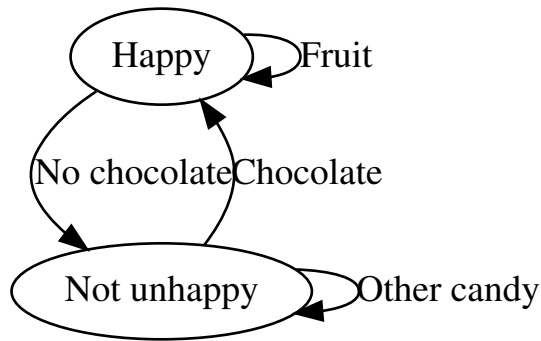 Happy
Fruit
No chocolate
Chocolate
Not unhappy
Other candy